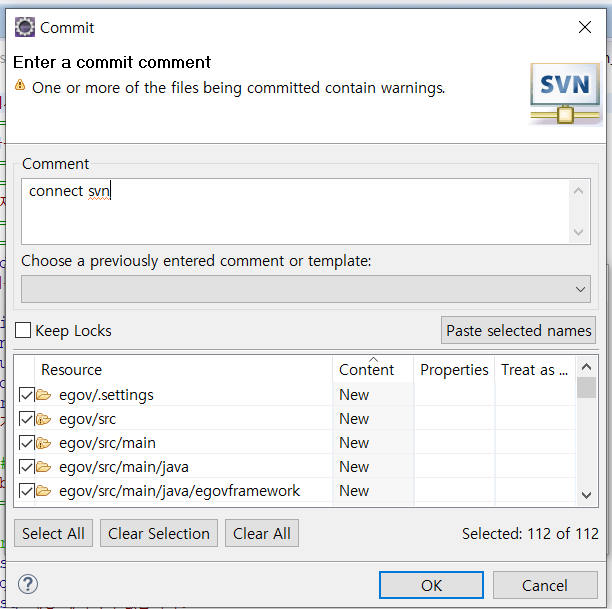 Commit
Enter a commit comment
One or more of the files being committed contain warnings.
SVN
Comment
connect svn
Choose a previously entered comment or template:
Keep Locks
Paste selected names
Resource Content Properties Treat as ...
egov/.settings New
egov/src New
egov/src/main New
egov/src/main/java New
egov/src/main/java/egovframework New
Select All Clear Selection Clear All Selected: 112 of 112
OK Cancel